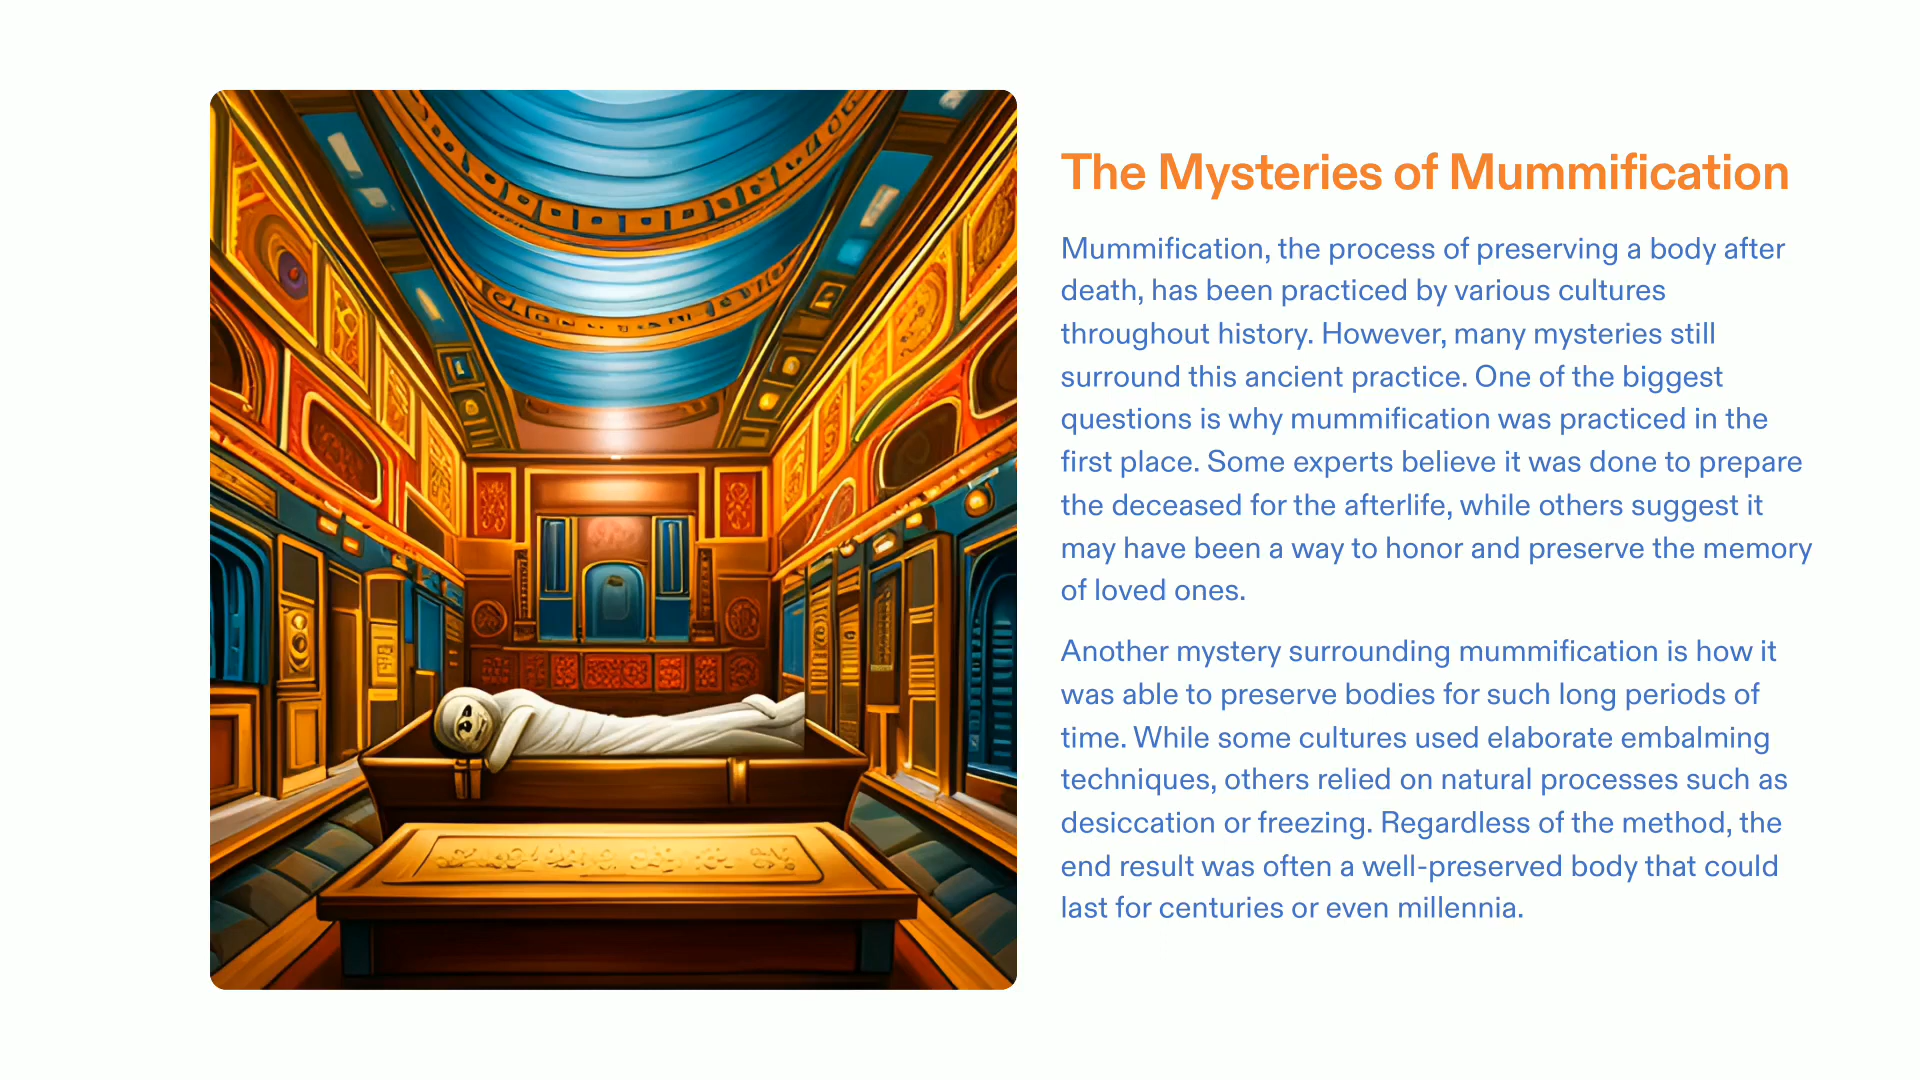 The Mysteries of Mummification
Mummification, the process of preserving a body after
death, has been practiced by various cultures
throughout history. However, many mysteries still
surround this ancient practice. One of the biggest
questions is why mummification was practiced in the
first place. Some experts believe it was done to prepare
the deceased for the afterlife, while others suggest it
may have been a way to honor and preserve the memory
of loved ones.
Another mystery surrounding mummification is how it
was able to preserve bodies for such long periods of
time. While some cultures used elaborate embalming
techniques, others relied on natural processes such as
desiccation or freezing. Regardless of the method, the
end result was often a well-preserved body that could
last for centuries or even millennia.